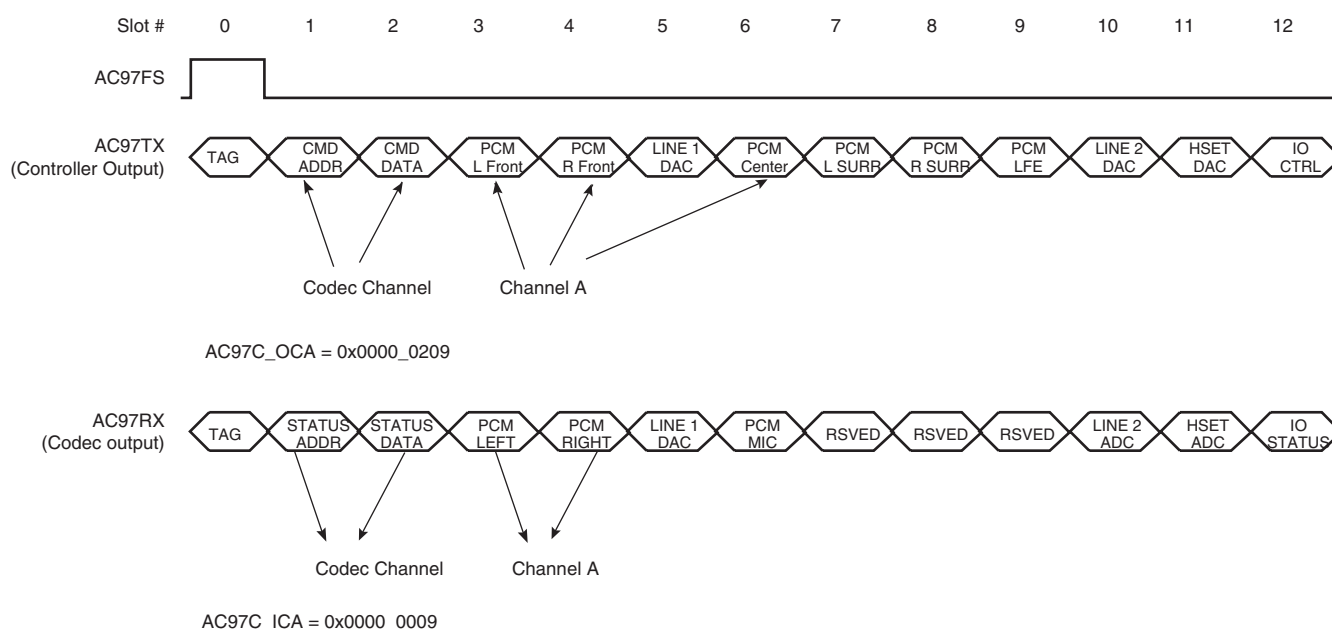 Slot # 0 1 2 3 4 5 6 7 8 9 10 11 12
AC97FS
AC97TX
(Controller Output)
TAG
CMD
ADDR
CMD
DATA
PCM
L Front
PCM
R Front
LINE 1
DAC
PCM
Center
PCM
L SURR
PCM
R SURR
PCM
LFE
LINE 2
DAC
HSET
DAC
IO
CTRL
Codec Channel
Channel A
AC97C_OCA = 0x0000_0209
AC97RX
(Codec output)
TAG
STATUS
ADDR
STATUS
DATA
PCM
LEFT
PCM
RIGHT
LINE 1
DAC
PCM
MIC
RSVED
RSVED
RSVED
LINE 2
ADC
HSET
ADC
IO
STATUS
Codec Channel
Channel A
AC97C_ICA = 0x0000_0009